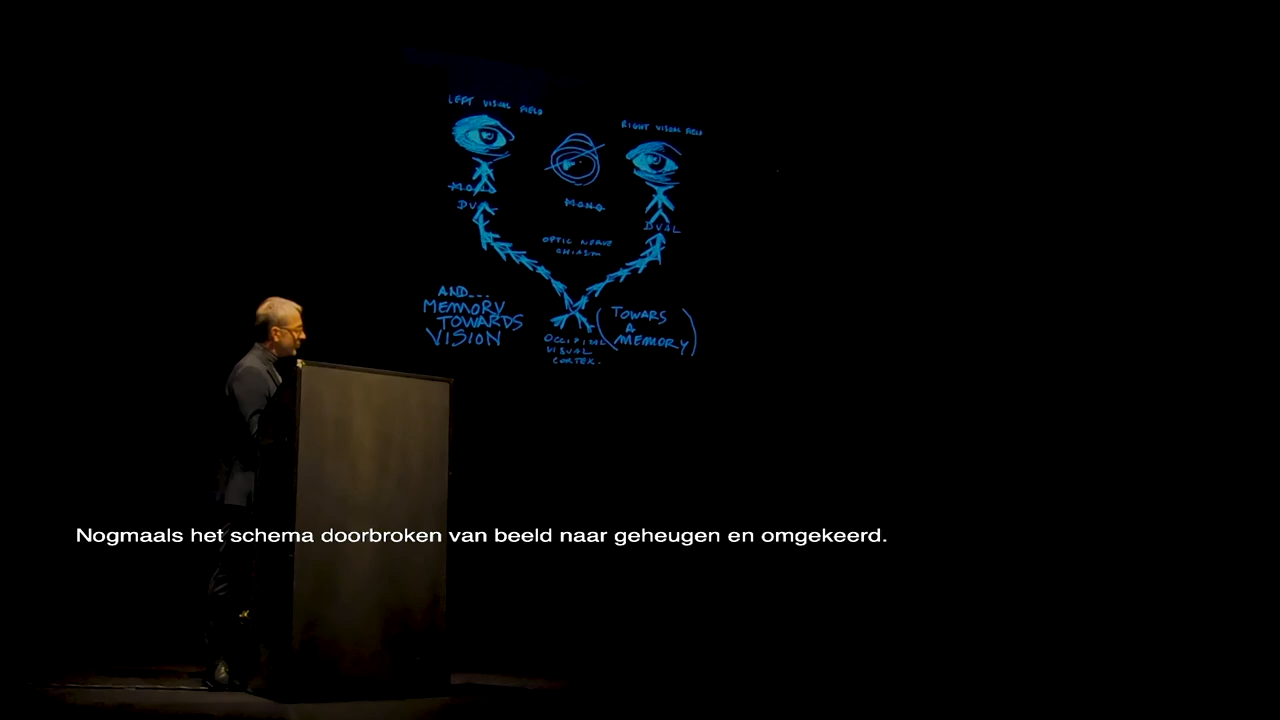 LEFT VISUAL FIELD
RIGHT VISUAL FIELD
MONO
DUAL
MONO
DUAL
OPTIC NERVE
CHIASM
AND...
MEMORY
TOWARDS
VISION
(TOWARS
A
MEMORY)
OCCIPITAL
VISUAL
CORTEX.
Nogmaals het schema doorbroken van beeld naar geheugen en omgekeerd.